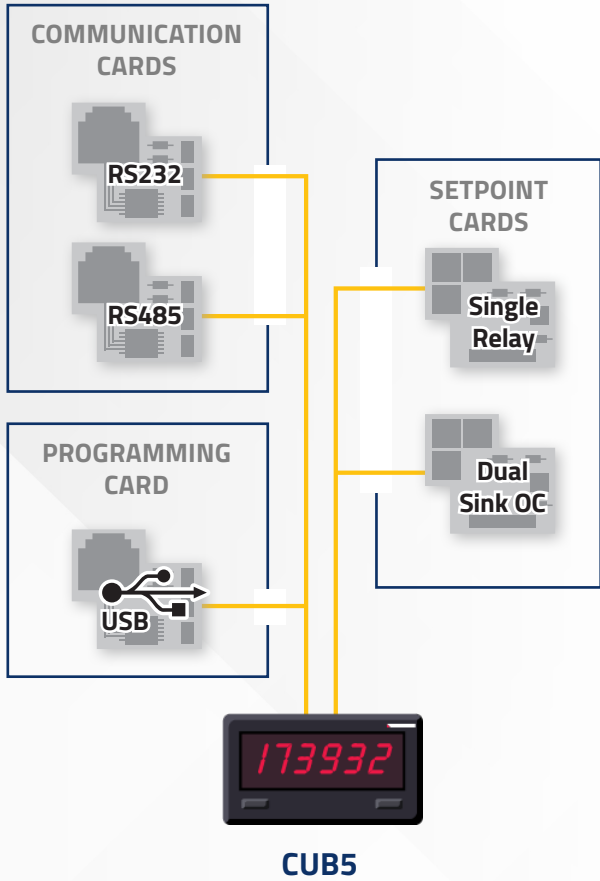 COMMUNICATION
CARDS
RS232
RS485
SETPOINT
CARDS
Single
Relay
Dual
Sink OC
PROGRAMMING
CARD
USB
173932
CUB5